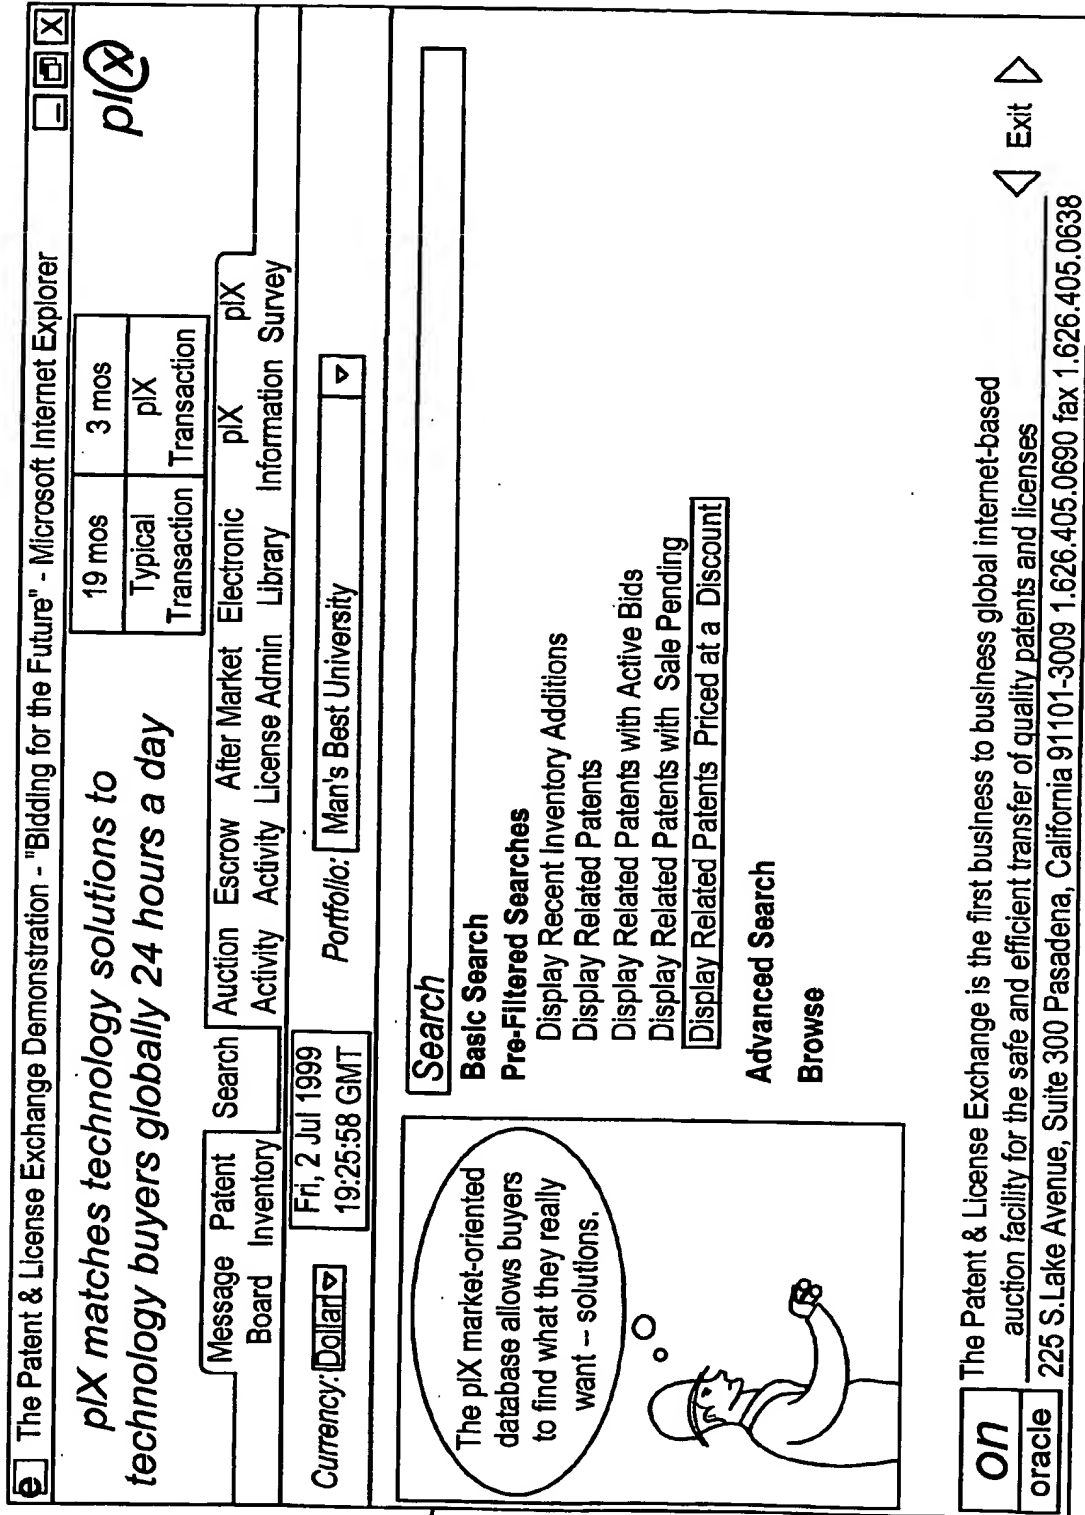 e The Patent & License Exchange Demonstration - "Bidding for the Future" - Microsoft Internet Explorer
plX matches technology solutions to
technology buyers globally 24 hours a day
19 mos 3 mos
Typical Transaction plX Transaction
pl(x)
Message Board
Patent Inventory
Search
Auction Activity
Escrow Activity
After Market License Admin
Electronic Library
plX Information
plX Survey
Currency: Dollar
Fri, 2 Jul 1999
19:25:58 GMT
Portfolio: Man's Best University
The plX market-oriented
database allows buyers
to find what they really
want -- solutions.
Search
Basic Search
Pre-Filtered Searches
Display Recent Inventory Additions
Display Related Patents
Display Related Patents with Active Bids
Display Related Patents with Sale Pending
Display Related Patents Priced at a Discount
Advanced Search
Browse
on
oracle
The Patent & License Exchange is the first business to business global internet-based
auction facility for the safe and efficient transfer of quality patents and licenses
225 S.Lake Avenue, Suite 300 Pasadena, California 91101-3009 1.626.405.0690 fax 1.626.405.0638
Exit